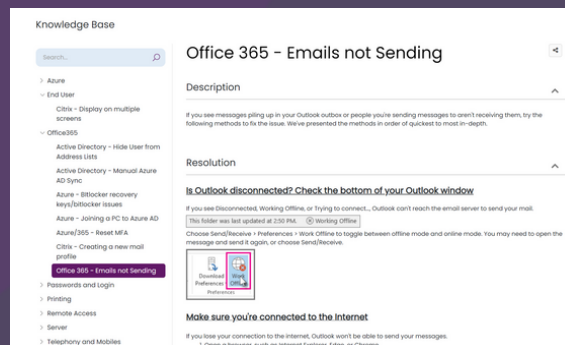 Knowledge Base
Search...
Azure
End User
Citrix - Display on multiple
screens
Office365
Active Directory - Hide User from
Address Lists
Active Directory - Manual Azure
AD Sync
Azure - Bitlocker recovery
keys/bitlocker issues
Azure - Joining a PC to Azure AD
Azure/365 - Reset MFA
Citrix - Creating a new mail
profile
Office 365 - Emails not Sending
Passwords and Login
Printing
Remote Access
Server
Telephony and Mobiles
Office 365 - Emails not Sending
Description
If you see messages piling up in your Outlook outbox or people you're sending messages to aren't receiving them, try the
following methods to fix the issue. We've presented the methods in order of quickest to most in-depth.
Resolution
Is Outlook disconnected? Check the bottom of your Outlook window
If you see Disconnected, Working Offline, or Trying to connect..., Outlook can't reach the email server to send your mail.
This folder was last updated at 2:50 PM. Working Offline
Choose Send/Receive > Preferences > Work Offline to toggle between offline mode and online mode. You may need to open the
message and send it again, or choose Send/Receive.
Download Work
Preferences Offline
Preferences
Make sure you're connected to the Internet
If you lose your connection to the internet, Outlook won't be able to send your messages.
1. Open a browser, such as Internet Explorer, Edge, or Chrome.